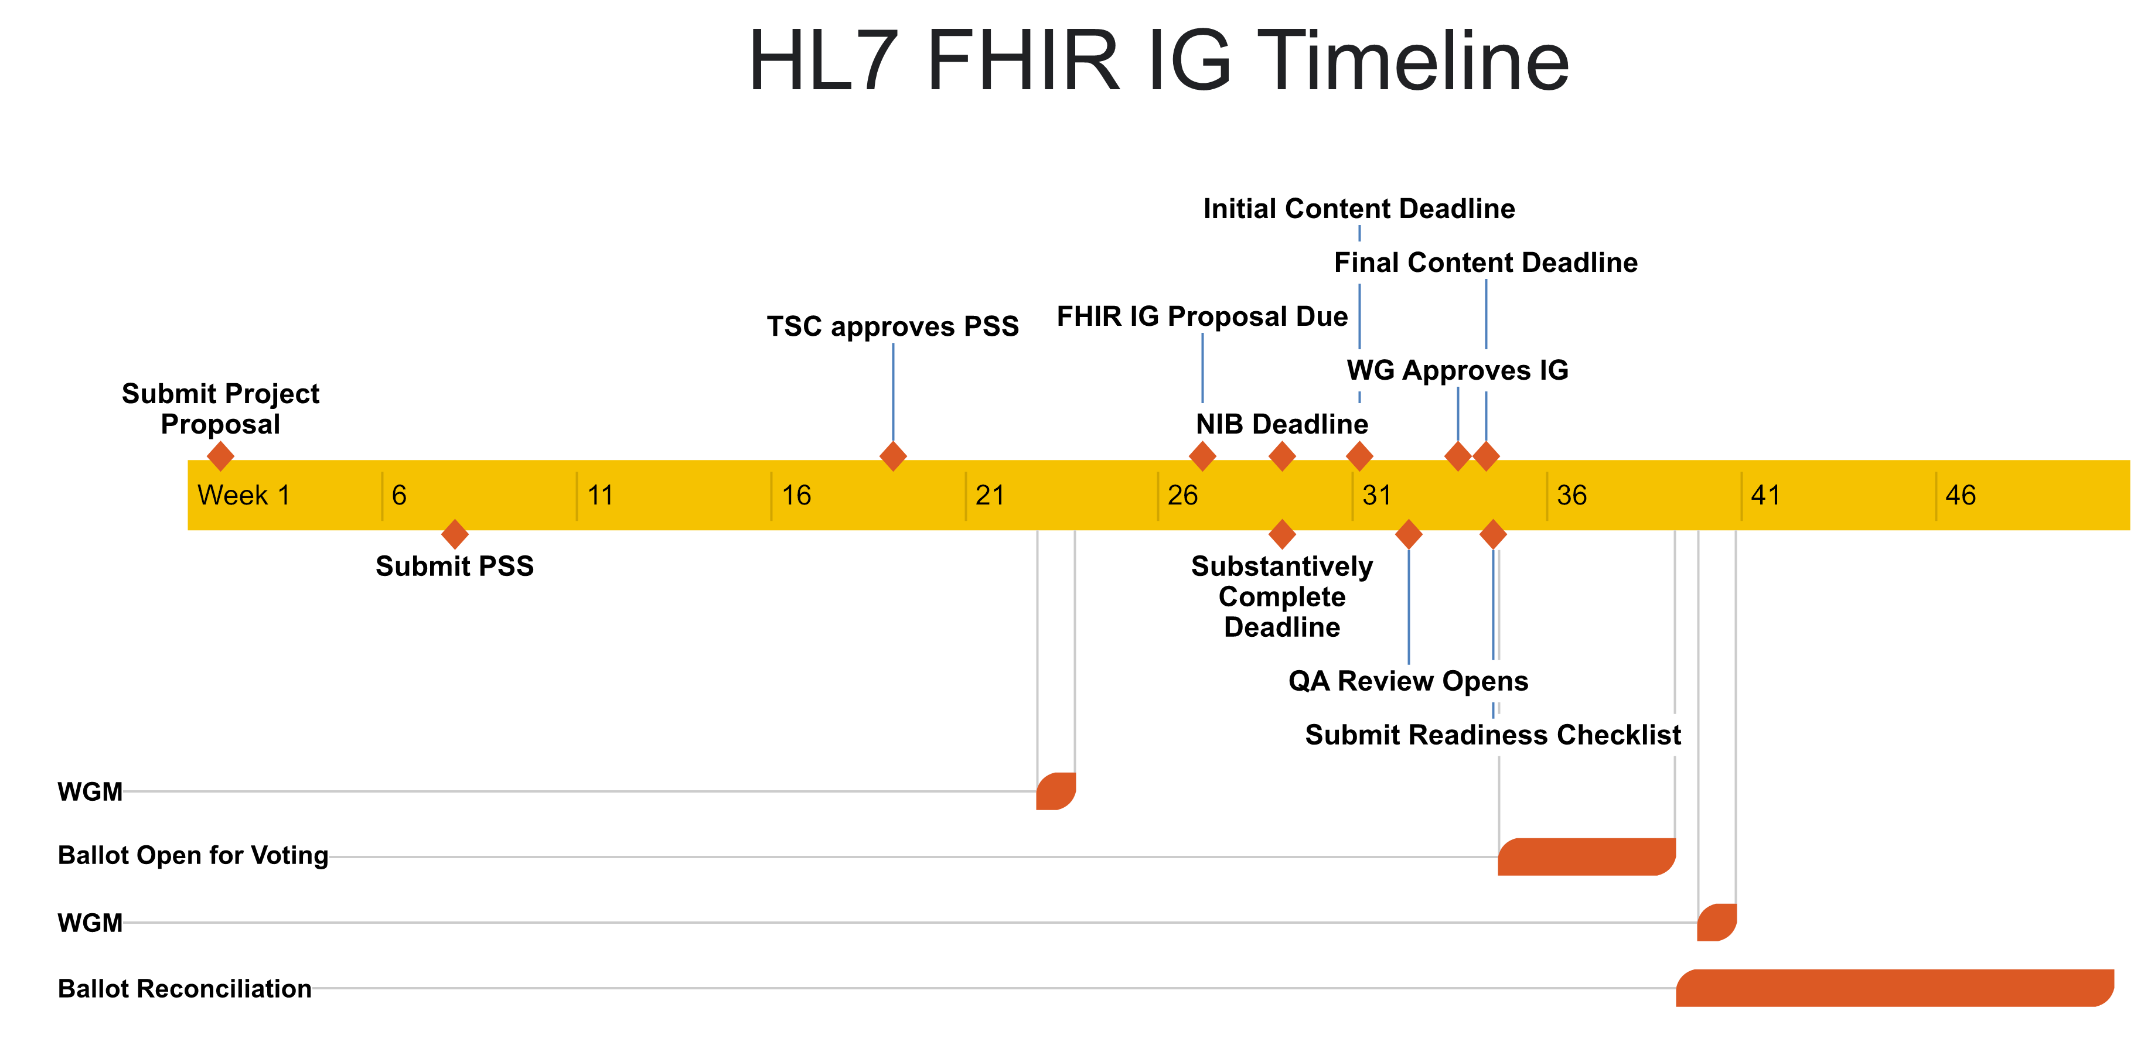 HL7 FHIR IG Timeline
Initial Content Deadline
Final Content Deadline
FHIR IG Proposal Due
TSC approves PSS
WG Approves IG
Submit Project
Proposal
NIB Deadline
Week 1 6 11 16 21 26 31 36 41 46
Submit PSS
Substantively
Complete
Deadline
QA Review Opens
Submit Readiness Checklist
WGM
Ballot Open for Voting
WGM
Ballot Reconciliation